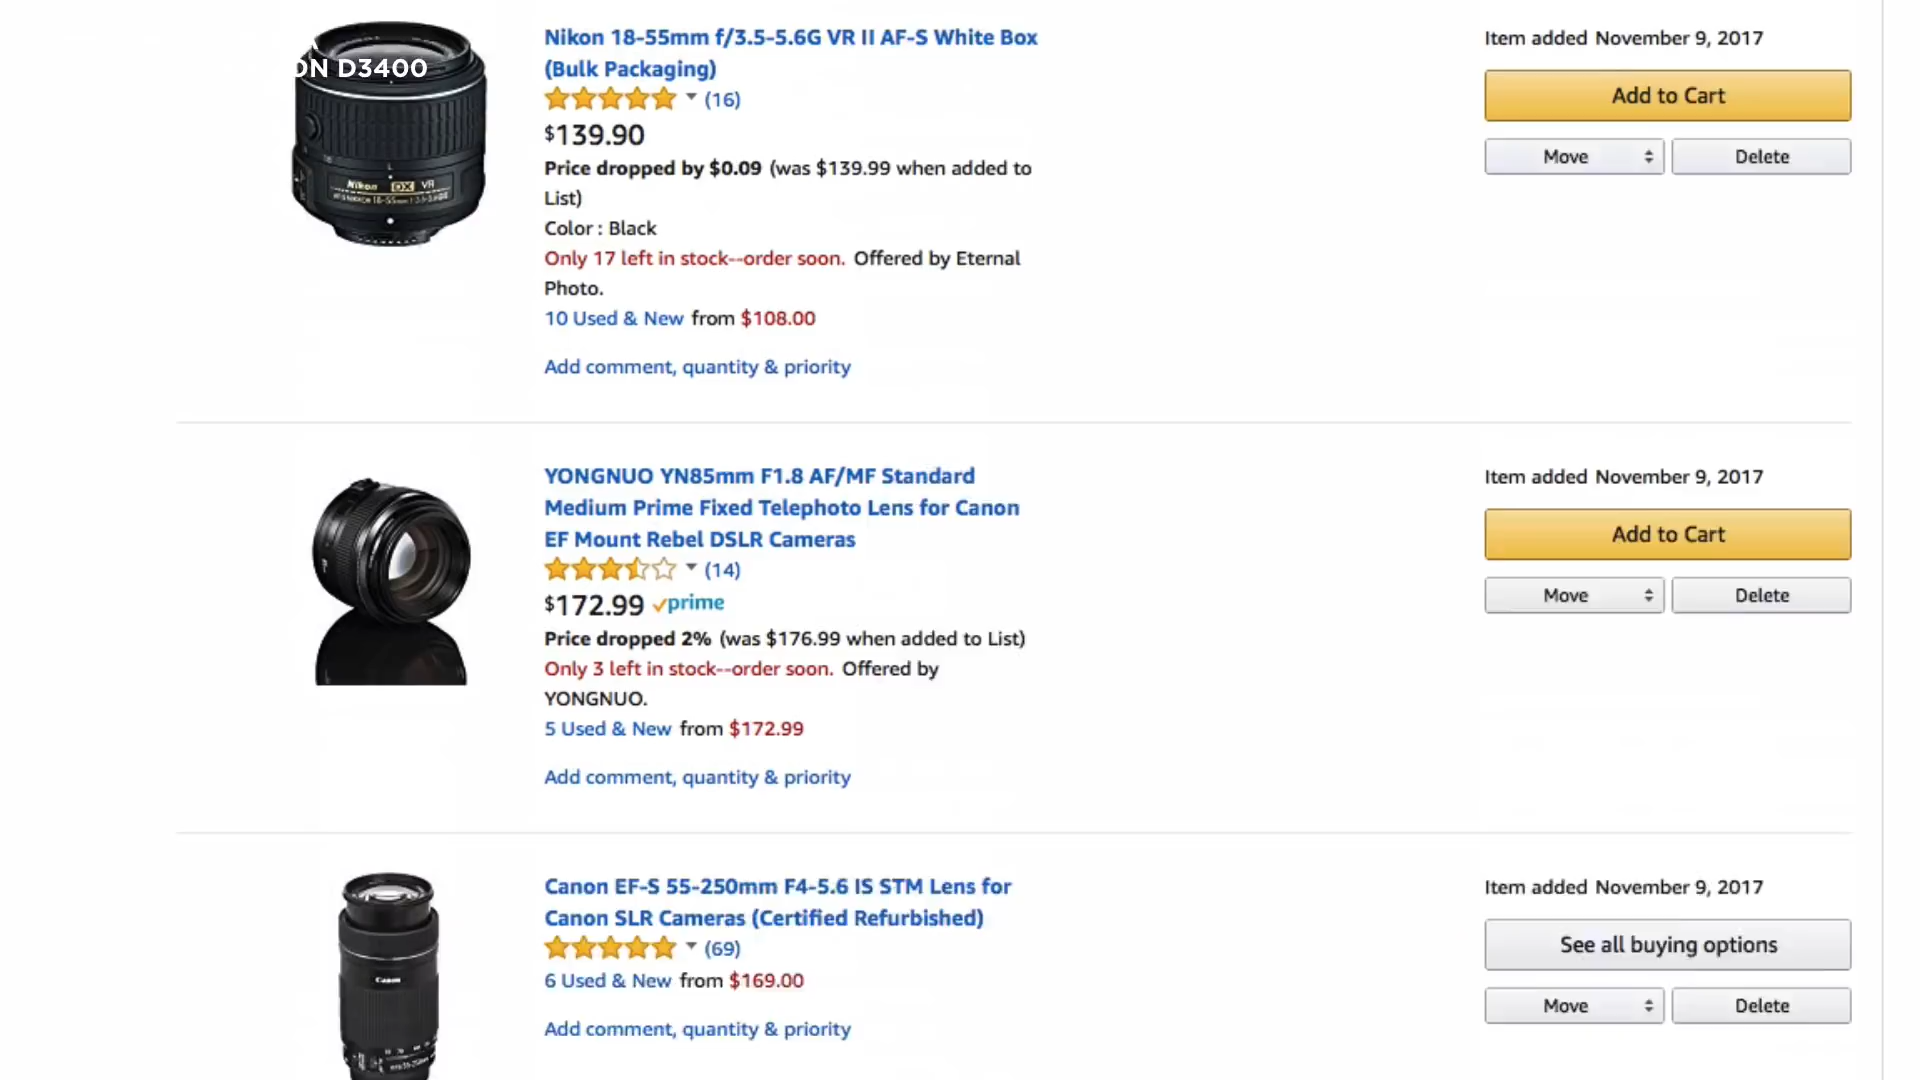 Nikon 18-55mm f/3.5-5.6G VR II AF-S White Box
(Bulk Packaging)
(16)
$139.90
Price dropped by $0.09 (was $139.99 when added to
List)
Color : Black
Only 17 left in stock--order soon. Offered by Eternal
Photo.
10 Used & New from $108.00
Add comment, quantity & priority
Item added November 9, 2017
Add to Cart
Move
Delete
ON D3400
Nikon DX VR
YONGNUO YN85mm F1.8 AF/MF Standard
Medium Prime Fixed Telephoto Lens for Canon
EF Mount Rebel DSLR Cameras
(14)
$172.99 prime
Price dropped 2% (was $176.99 when added to List)
Only 3 left in stock--order soon. Offered by
YONGNUO.
5 Used & New from $172.99
Add comment, quantity & priority
Item added November 9, 2017
Add to Cart
Move
Delete
Canon EF-S 55-250mm F4-5.6 IS STM Lens for
Canon SLR Cameras (Certified Refurbished)
(69)
6 Used & New from $169.00
Add comment, quantity & priority
Item added November 9, 2017
See all buying options
Move
Delete
Canon